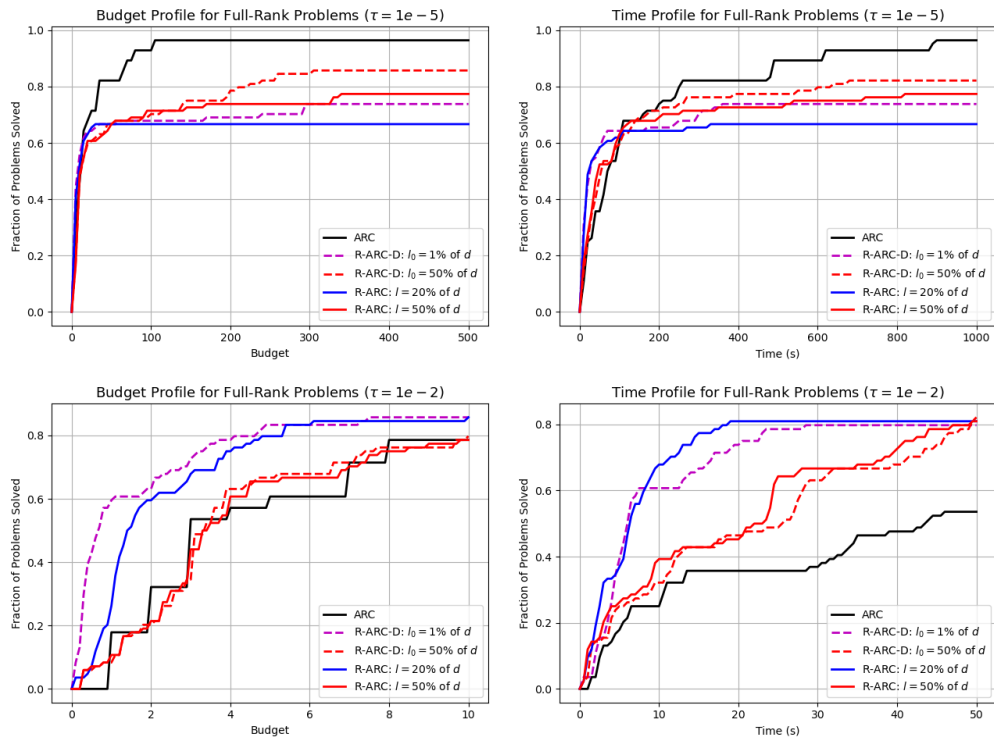 Budget Profile for Full-Rank Problems (τ = 1e − 5)
1.0
0.8
0.6
0.4
0.2
0.0
Fraction of Problems Solved
ARC
R-ARC-D: l₀ = 1% of d
R-ARC-D: l₀ = 50% of d
R-ARC: l = 20% of d
R-ARC: l = 50% of d
0 100 200 300 400 500
Budget
Time Profile for Full-Rank Problems (τ = 1e − 5)
1.0
0.8
0.6
0.4
0.2
0.0
Fraction of Problems Solved
ARC
R-ARC-D: l₀ = 1% of d
R-ARC-D: l₀ = 50% of d
R-ARC: l = 20% of d
R-ARC: l = 50% of d
0 200 400 600 800 1000
Time (s)
Budget Profile for Full-Rank Problems (τ = 1e − 2)
0.8
0.6
0.4
0.2
0.0
Fraction of Problems Solved
ARC
R-ARC-D: l₀ = 1% of d
R-ARC-D: l₀ = 50% of d
R-ARC: l = 20% of d
R-ARC: l = 50% of d
0 2 4 6 8 10
Budget
Time Profile for Full-Rank Problems (τ = 1e − 2)
0.8
0.6
0.4
0.2
0.0
Fraction of Problems Solved
ARC
R-ARC-D: l₀ = 1% of d
R-ARC-D: l₀ = 50% of d
R-ARC: l = 20% of d
R-ARC: l = 50% of d
0 10 20 30 40 50
Time (s)